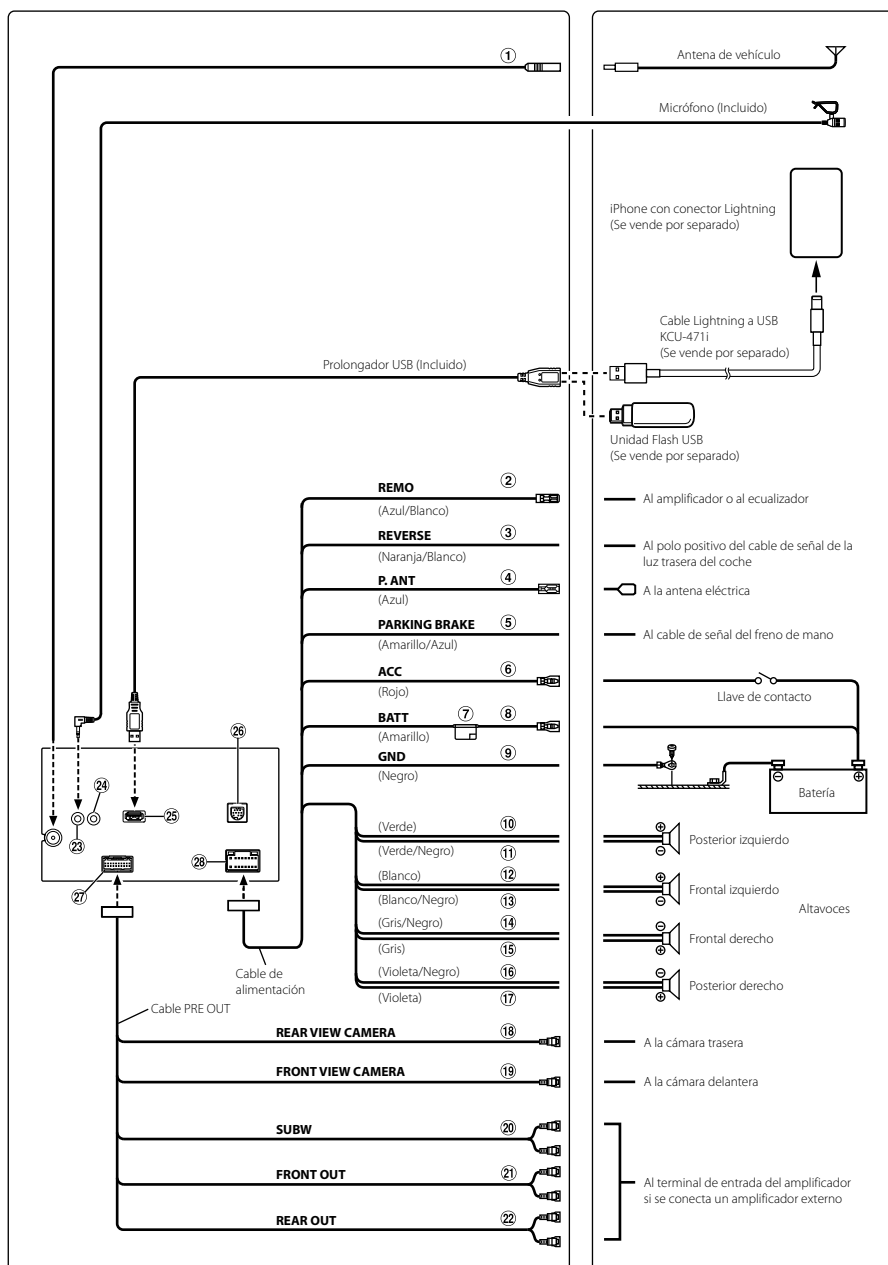 ① Antena de vehículo
Micrófono (Incluido)
iPhone con conector Lightning
(Se vende por separado)
Cable Lightning a USB
KCU-471i
(Se vende por separado)
Prolongador USB (Incluido)
Unidad Flash USB
(Se vende por separado)
REMO ② Al amplificador o al ecualizador
(Azul/Blanco)
REVERSE ③ Al polo positivo del cable de señal de la
(Naranja/Blanco) luz trasera del coche
P. ANT ④ A la antena eléctrica
(Azul)
PARKING BRAKE ⑤ Al cable de señal del freno de mano
(Amarillo/Azul)
ACC ⑥
(Rojo) Llave de contacto
BATT ⑦ ⑧
(Amarillo)
GND ⑨
(Negro)
⊖ ⊕
Batería
㉖
㉔
㉕
㉓
㉘
㉗
(Verde) ⑩ ⊕
Posterior izquierdo
(Verde/Negro) ⑪ ⊖
(Blanco) ⑫ ⊕
Frontal izquierdo
(Blanco/Negro) ⑬ ⊖
Altavoces
(Gris/Negro) ⑭ ⊖
Frontal derecho
(Gris) ⑮ ⊕
(Violeta/Negro) ⑯ ⊖
Posterior derecho
(Violeta) ⑰ ⊕
Cable de
alimentación
Cable PRE OUT
REAR VIEW CAMERA ⑱ A la cámara trasera
FRONT VIEW CAMERA ⑲ A la cámara delantera
SUBW ⑳
FRONT OUT ㉑
Al terminal de entrada del amplificador
si se conecta un amplificador externo
REAR OUT ㉒